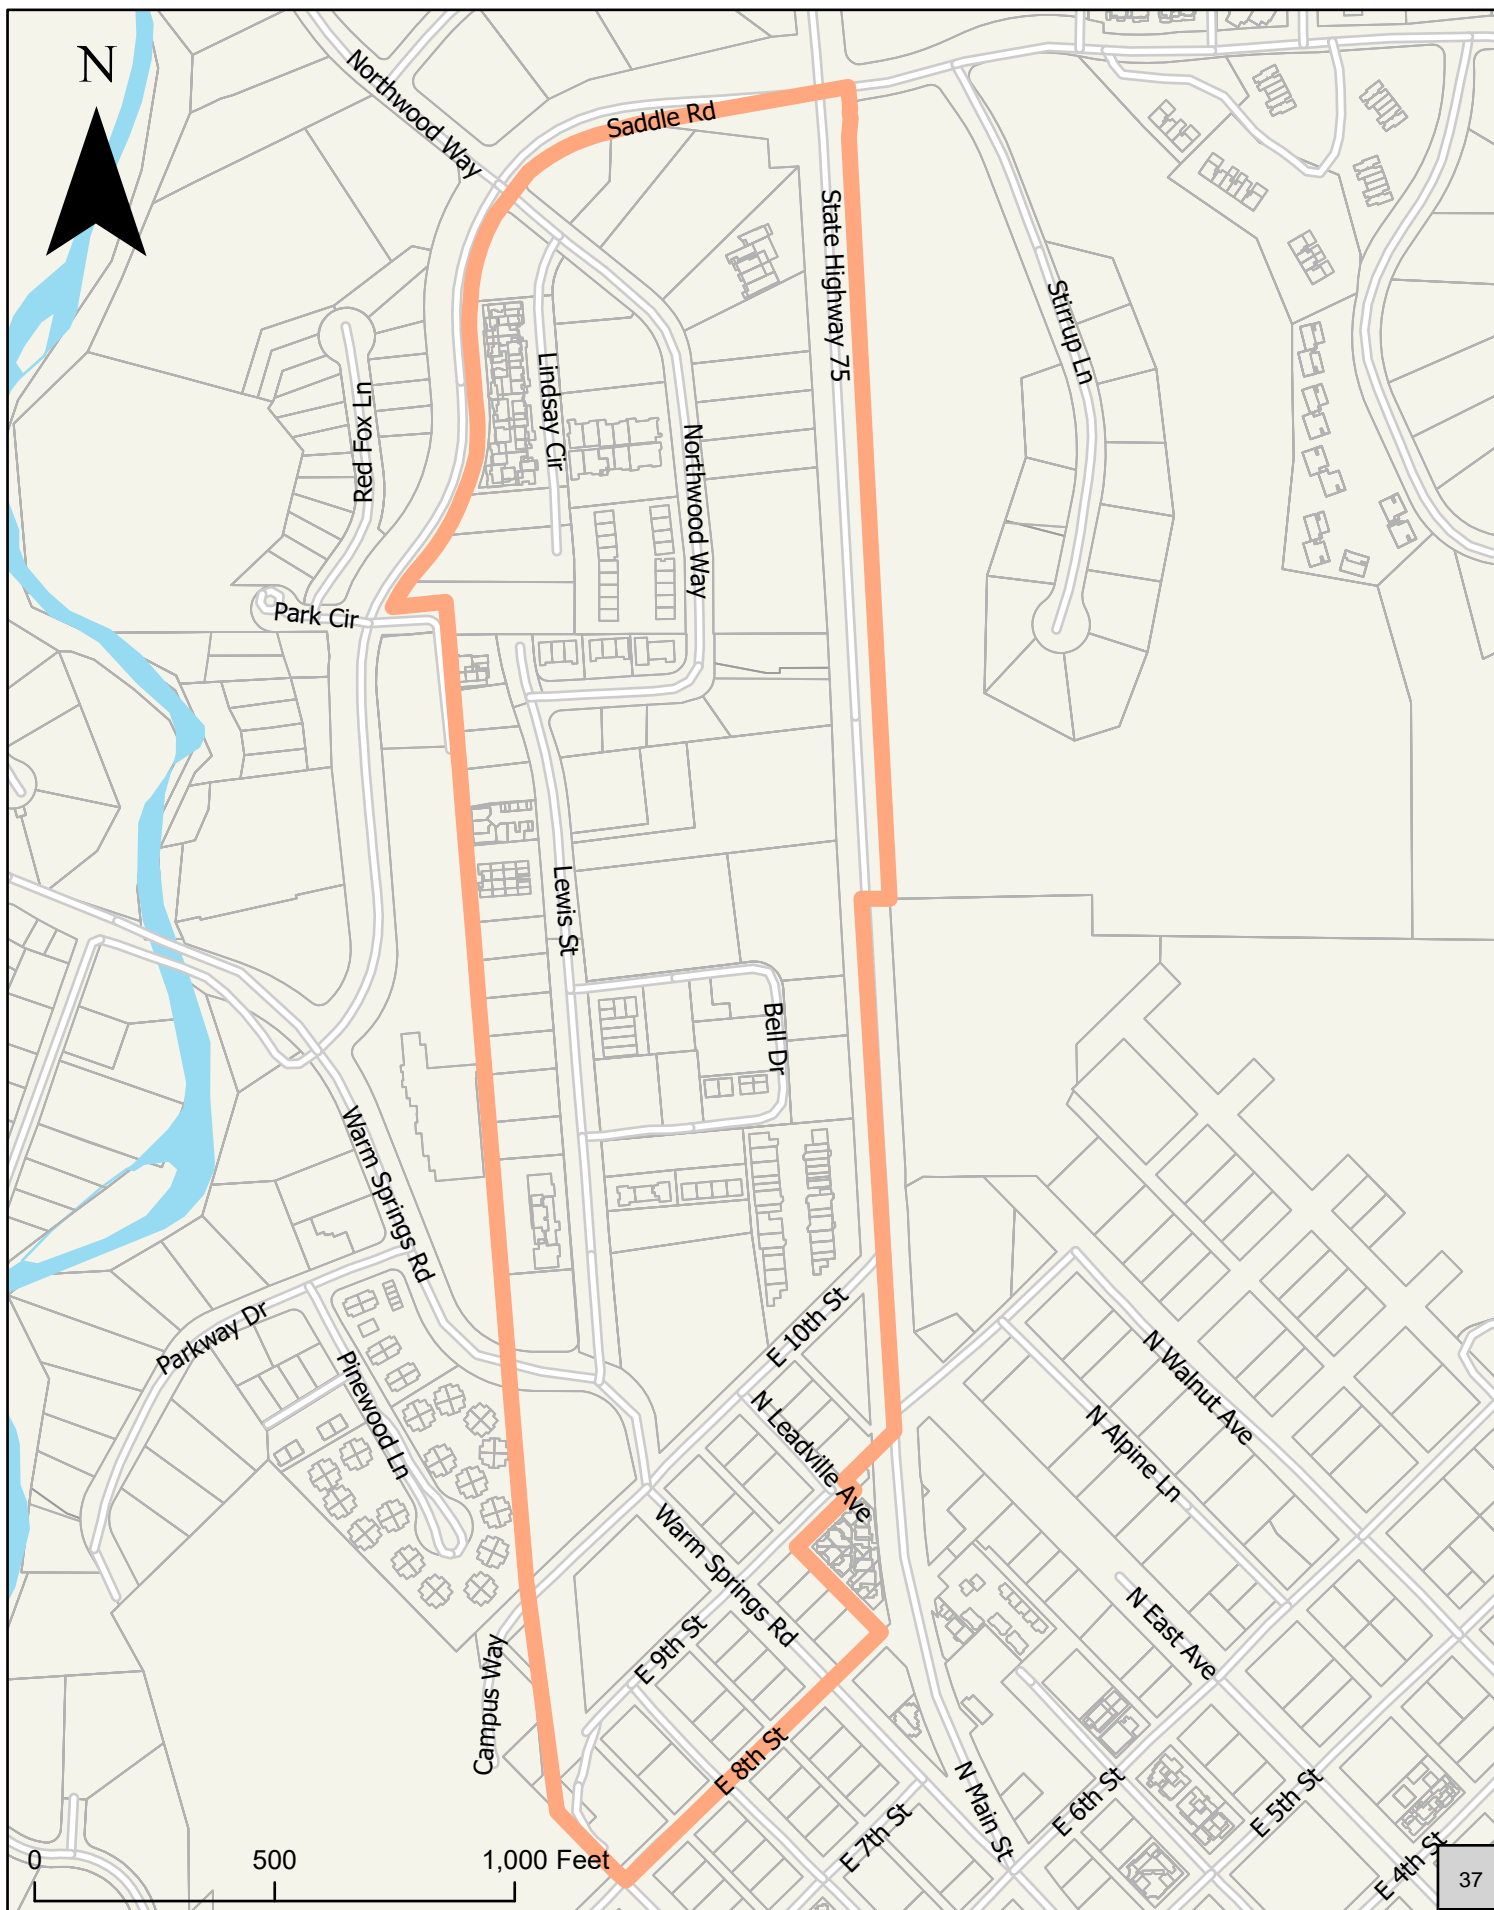 N
Northwood Way
Saddle Rd
State Highway 75
Stirrup Ln
Lindsay Cir
Red Fox Ln
Northwood Way
Park Cir
Lewis St
Bell Dr
Warm Springs Rd
Parkway Dr
Pinewood Ln
E 10th St
N Leadville Ave
N Walnut Ave
N Alpine Ln
Warm Springs Rd
N East Ave
E 9th St
Campus Way
E 8th St
N Main St
E 7th St
E 6th St
E 5th St
E 4th St
0 500 1,000 Feet
37